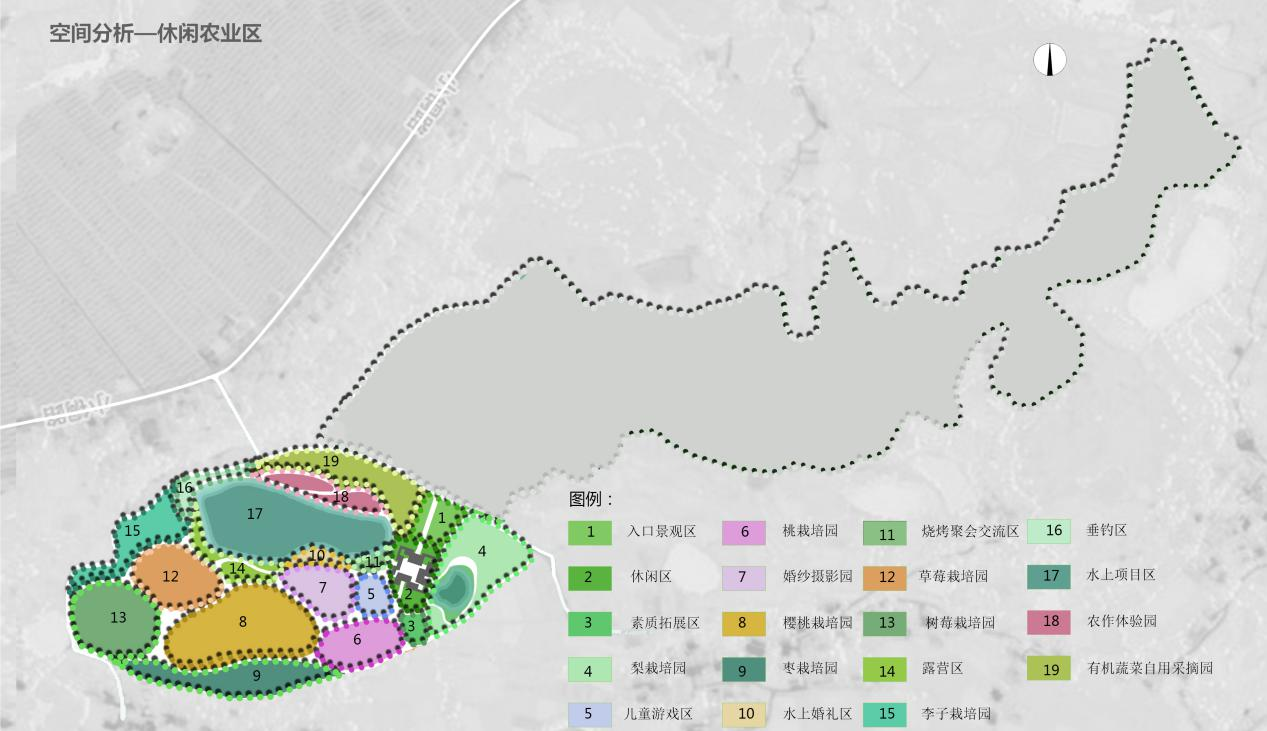 空间分析—休闲农业区
图例：
1 入口景观区
2 休闲区
3 素质拓展区
4 梨栽培园
5 儿童游戏区
6 桃栽培园
7 婚纱摄影园
8 樱桃栽培园
9 枣栽培园
10 水上婚礼区
11 烧烤聚会交流区
12 草莓栽培园
13 树莓栽培园
14 露营区
15 李子栽培园
16 垂钓区
17 水上项目区
18 农作体验园
19 有机蔬菜自用采摘园
19
16
18
17
1
15
4
10
11
14
12
7
5
2
13
8
3
6
9